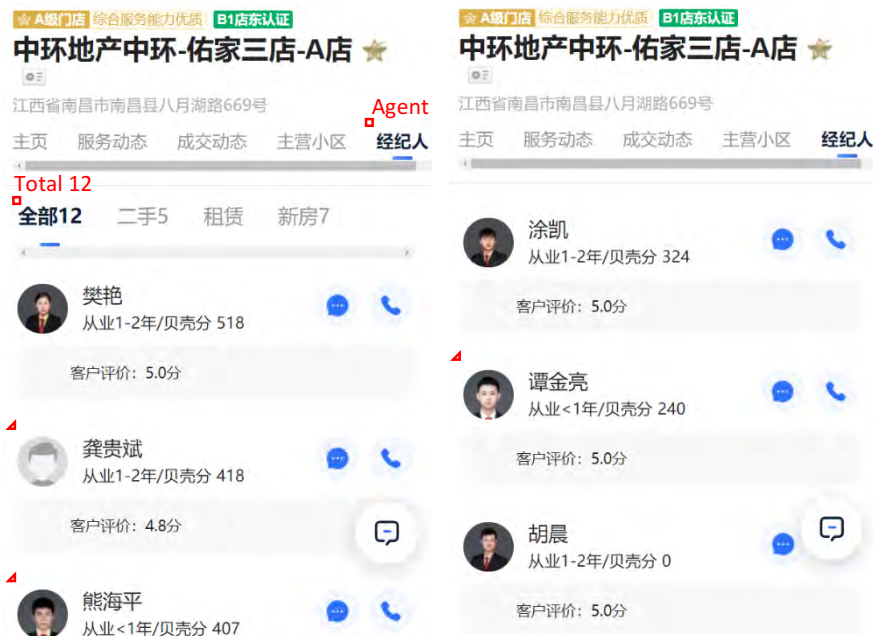 A级门店 综合服务能力优质 B1店东认证
中环地产中环-佑家三店-A店
江西省南昌市南昌县八月湖路669号
Agent
主页 服务动态 成交动态 主营小区 经纪人
Total 12
全部12 二手5 租赁 新房7
樊艳
从业1-2年/贝壳分 518
客户评价：5.0分
龚贵斌
从业1-2年/贝壳分 418
客户评价：4.8分
熊海平
从业<1年/贝壳分 407
A级门店 综合服务能力优质 B1店东认证
中环地产中环-佑家三店-A店
江西省南昌市南昌县八月湖路669号
主页 服务动态 成交动态 主营小区 经纪人
涂凯
从业1-2年/贝壳分 324
客户评价：5.0分
谭金亮
从业<1年/贝壳分 240
客户评价：5.0分
胡晨
从业1-2年/贝壳分 0
客户评价：5.0分